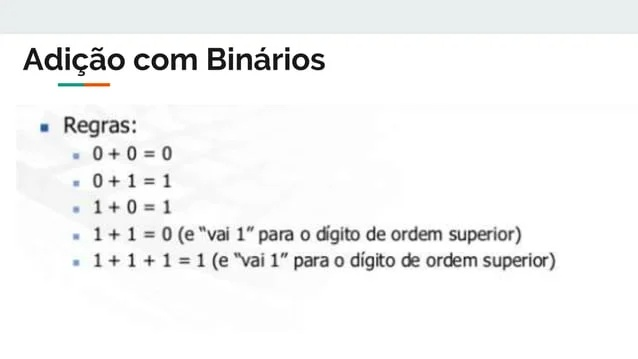 Adição com Binários
Regras:
0 + 0 = 0
0 + 1 = 1
1 + 0 = 1
1 + 1 = 0 (e "vai 1" para o dígito de ordem superior)
1 + 1 + 1 = 1 (e "vai 1" para o dígito de ordem superior)